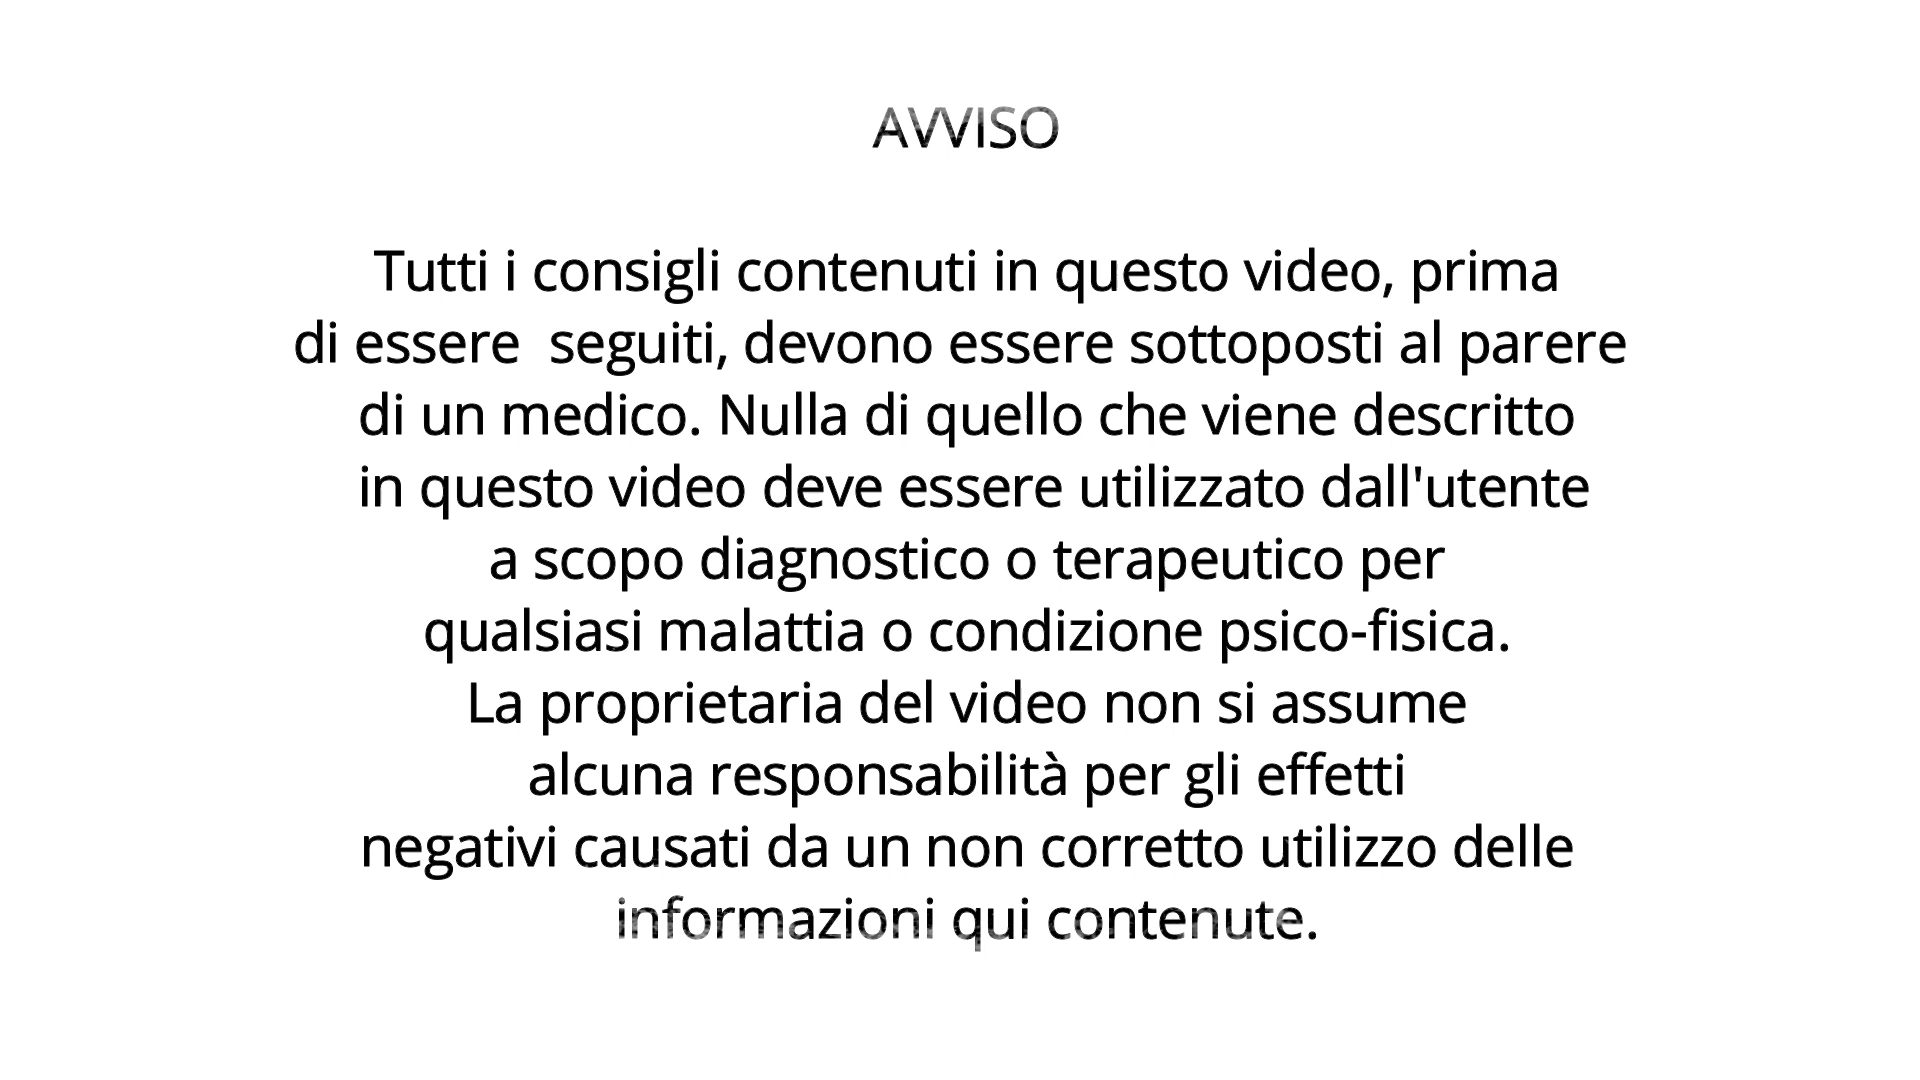 AVVISO
Tutti i consigli contenuti in questo video, prima
di essere  seguiti, devono essere sottoposti al parere
di un medico. Nulla di quello che viene descritto
in questo video deve essere utilizzato dall'utente
a scopo diagnostico o terapeutico per
qualsiasi malattia o condizione psico-fisica.
La proprietaria del video non si assume
alcuna responsabilità per gli effetti
negativi causati da un non corretto utilizzo delle
informazioni qui contenute.